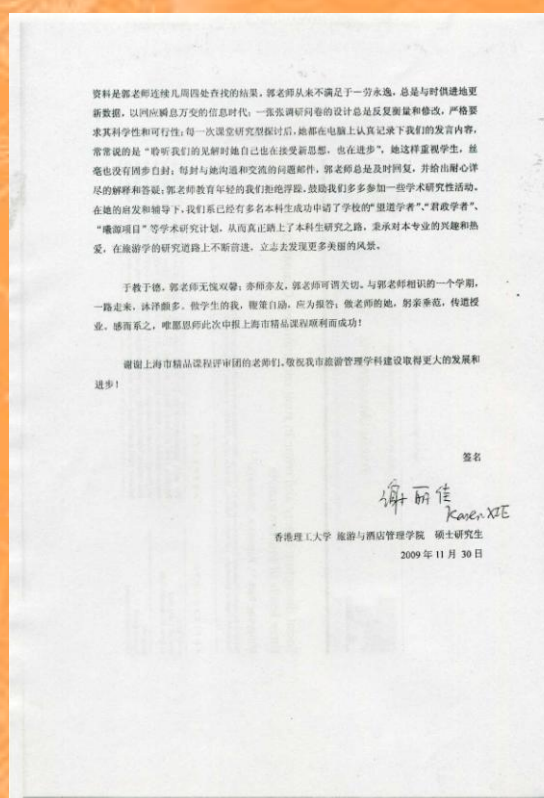 资料是郭老师连续几周四处查找的结果，郭老师从来不满足于一劳永逸，总是与时俱进地更
新数据，以回应瞬息万变的信息时代；一张张调研问卷的设计总是反复衡量和修改，严格要
求其科学性和可行性；每一次课堂研究型探讨后，她都在电脑上认真记录下我们的发言内容，
常常说的是“聆听我们的见解时她自己也在接受新思想，也在进步”，她这样重视学生，丝
毫也没有固步自封；每封与她沟通和交流的问题邮件，郭老师总是及时回复，并给出耐心详
尽的解释和答疑；郭老师教育年轻的我们拒绝浮躁，鼓励我们多多参加一些学术研究性活动。
在她的启发和辅导下，我们系已经有多名本科生成功申请了学校的“望道学者”、“君政学者”、
“曦源项目”等学术研究计划，从而真正踏上了本科生研究之路，秉承对本专业的兴趣和热
爱，在旅游学的研究道路上不断前进，立志去发现更多美丽的风景。
于教于德，郭老师无愧双馨；亦师亦友，郭老师可谓关切。与郭老师相识的一个学期，
一路走来，沐泽颇多。做学生的我，鞭策自励，应为报答；做老师的她，躬亲垂范，传道授
业。感而系之，唯愿恩师此次申报上海市精品课程顺利而成功！
谢谢上海市精品课程评审团的老师们。敬祝我市旅游管理学科建设取得更大的发展和
进步！
签名
谢丽佳
Karen XIE
香港理工大学 旅游与酒店管理学院 硕士研究生
2009 年 11 月 30 日